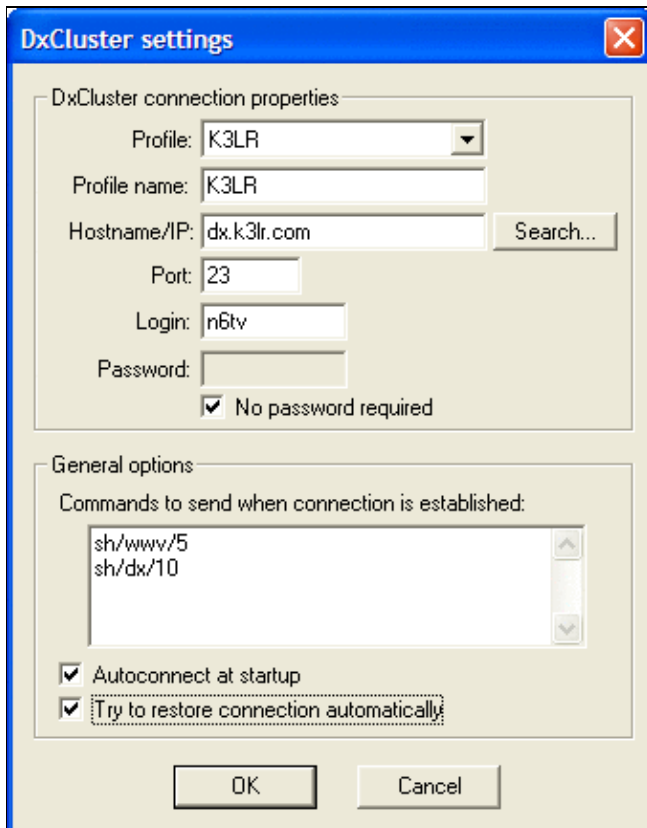 DxCluster settings
DxCluster connection properties
Profile: K3LR
Profile name: K3LR
Hostname/IP: dx.k3lr.com Search...
Port: 23
Login: n6tv
Password:
No password required
General options
Commands to send when connection is established:
sh/wwv/5
sh/dx/10
Autoconnect at startup
Try to restore connection automatically
OK Cancel